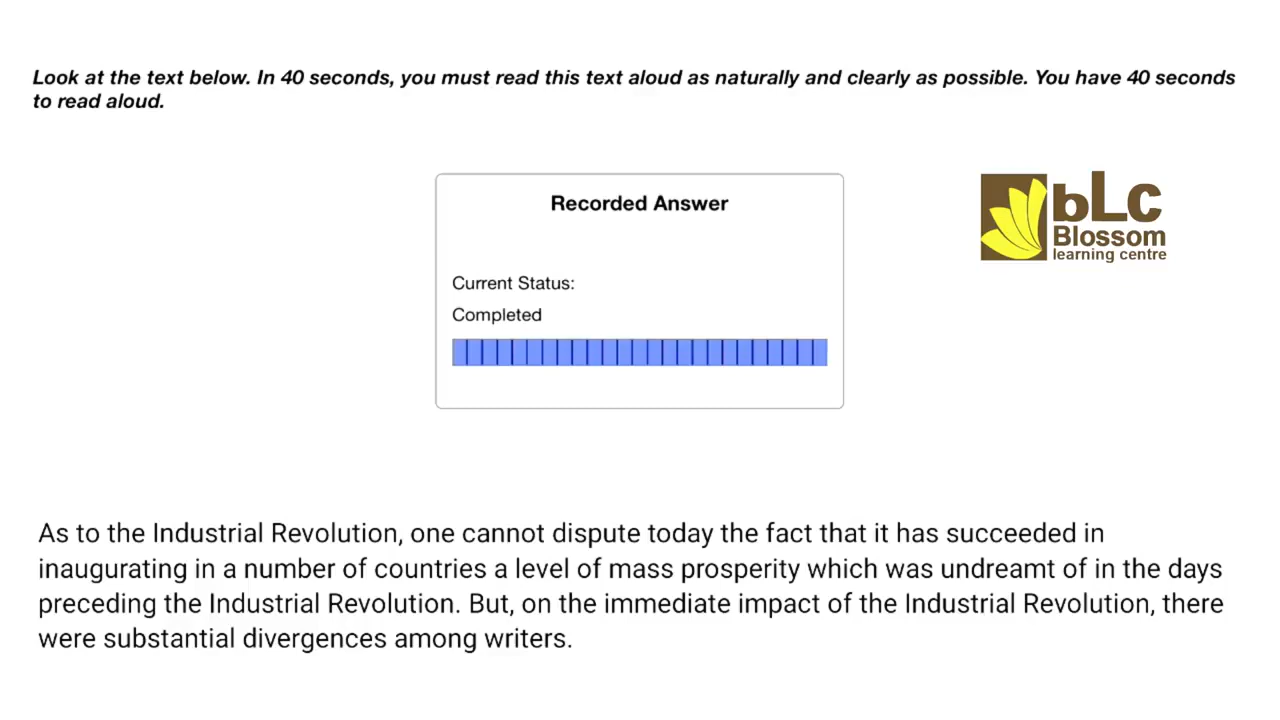 Look at the text below. In 40 seconds, you must read this text aloud as naturally and clearly as possible. You have 40 seconds
to read aloud.
Recorded Answer
bLc
Blossom
learning centre
Current Status:
Completed
As to the Industrial Revolution, one cannot dispute today the fact that it has succeeded in
inaugurating in a number of countries a level of mass prosperity which was undreamt of in the days
preceding the Industrial Revolution. But, on the immediate impact of the Industrial Revolution, there
were substantial divergences among writers.